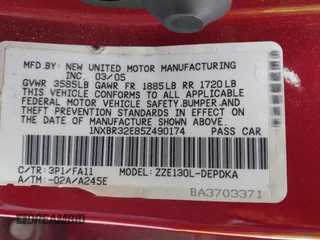 MFD.BY: NEW UNITED MOTOR MANUFACTURING
INC. 03/05
GVWR 3585LB GAWR FR 1885LB RR 1720LB
THIS VEHICLE CONFORMS TO ALL APPLICABLE
FEDERAL MOTOR VEHICLE SAFETY,BUMPER,AND
THEFT PREVENTION STANDARDS IN EFFECT ON
THE DATE OF MANUFACTURE SHOWN ABOVE.
1NXBR32E85Z490174 PASS CAR
C/TR: 3P1/FA11 ZZE130L-DEPDKA
A/TM: -02A/A245E
BA3703371
DREAMBID